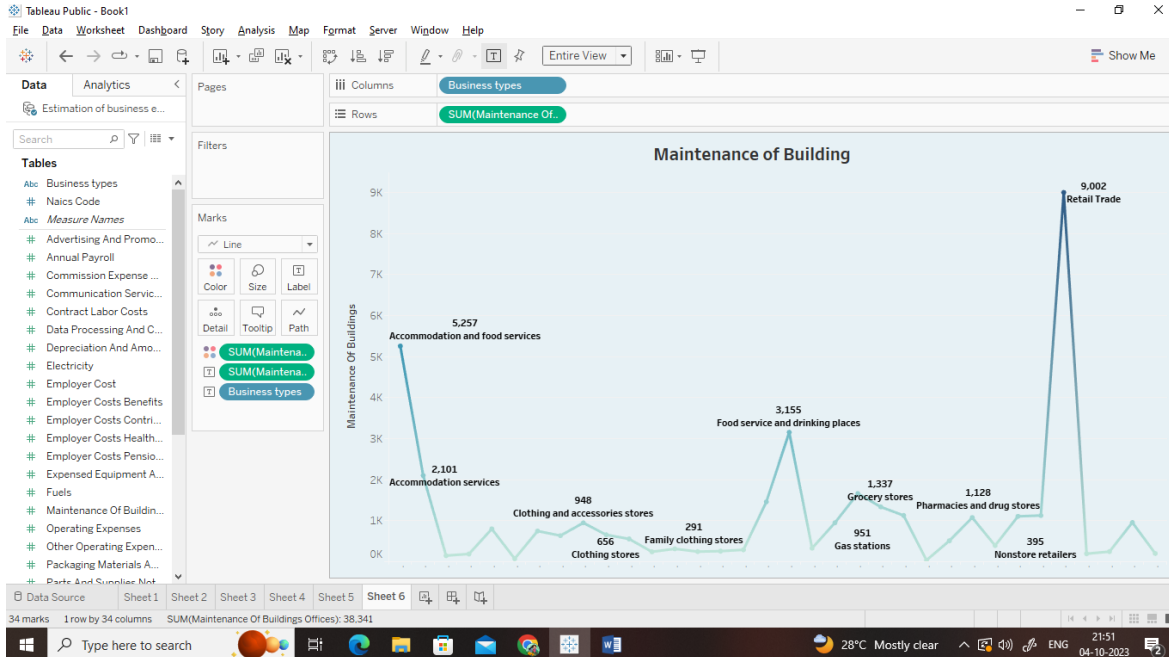 Tableau Public - Book1
File Data Worksheet Dashboard Story Analysis Map Format Server Window Help
Entire View
Show Me
Data Analytics
Estimation of business e...
Search
Tables
Abc Business types
# Naics Code
Abc Measure Names
# Advertising And Promo...
# Annual Payroll
# Commission Expense ...
# Communication Servic...
# Contract Labor Costs
# Data Processing And C...
# Depreciation And Amo...
# Electricity
# Employer Cost
# Employer Costs Benefits
# Employer Costs Contri...
# Employer Costs Health...
# Employer Costs Pensio...
# Expensed Equipment A...
# Fuels
# Maintenance Of Buildin...
# Operating Expenses
# Other Operating Expen...
# Packaging Materials A...
# Parts And Supplies Not
Pages
Filters
Marks
Line
Color Size Label
Detail Tooltip Path
SUM(Maintena..
SUM(Maintena..
Business types
Columns Business types
Rows SUM(Maintenance Of..
Maintenance of Building
Maintenance Of Buildings
9K
8K
7K
6K
5K
4K
3K
2K
1K
0K
5,257
Accommodation and food services
2,101
Accommodation services
948
Clothing and accessories stores
656
Clothing stores
291
Family clothing stores
3,155
Food service and drinking places
1,337
Grocery stores
951
Gas stations
1,128
Pharmacies and drug stores
395
Nonstore retailers
9,002
Retail Trade
Data Source Sheet 1 Sheet 2 Sheet 3 Sheet 4 Sheet 5 Sheet 6
34 marks 1 row by 34 columns SUM(Maintenance Of Buildings Offices): 38,341
Type here to search
28°C Mostly clear
ENG
21:51
04-10-2023
2